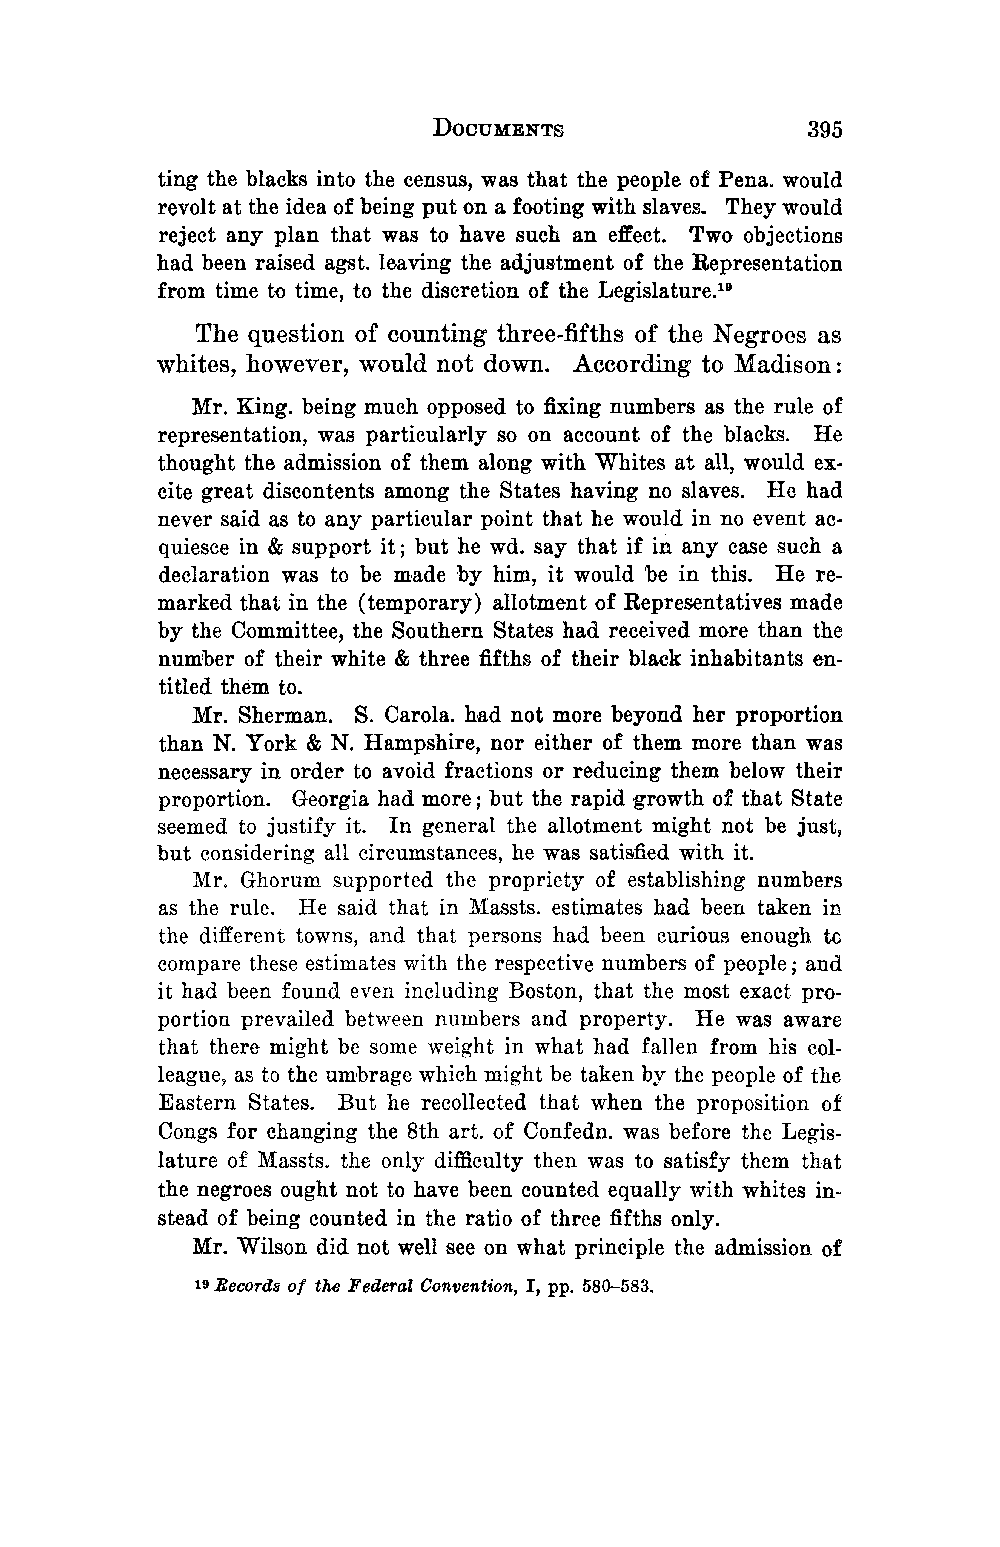 DOCUMENTS 395
ting the blacks into the census, was that the people of Pena. would
revolt at the idea of being put on a footing with slaves. They would
reject any plan that was to have such an effect. Two objections
had been raised agst. leaving the adjustment of the Representation
from time to time, to the discretion of the Legislature.¹⁹
The question of counting three-fifths of the Negroes as
whites, however, would not down. According to Madison:
Mr. King. being much opposed to fixing numbers as the rule of
representation, was particularly so on account of the blacks. He
thought the admission of them along with Whites at all, would ex-
cite great discontents among the States having no slaves. He had
never said as to any particular point that he would in no event ac-
quiesce in & support it; but he wd. say that if in any case such a
declaration was to be made by him, it would be in this. He re-
marked that in the (temporary) allotment of Representatives made
by the Committee, the Southern States had received more than the
number of their white & three fifths of their black inhabitants en-
titled them to.
Mr. Sherman. S. Carola. had not more beyond her proportion
than N. York & N. Hampshire, nor either of them more than was
necessary in order to avoid fractions or reducing them below their
proportion. Georgia had more; but the rapid growth of that State
seemed to justify it. In general the allotment might not be just,
but considering all circumstances, he was satisfied with it.
Mr. Ghorum supported the propriety of establishing numbers
as the rule. He said that in Massts. estimates had been taken in
the different towns, and that persons had been curious enough to
compare these estimates with the respective numbers of people; and
it had been found even including Boston, that the most exact pro-
portion prevailed between numbers and property. He was aware
that there might be some weight in what had fallen from his col-
league, as to the umbrage which might be taken by the people of the
Eastern States. But he recollected that when the proposition of
Congs for changing the 8th art. of Confedn. was before the Legis-
lature of Massts. the only difficulty then was to satisfy them that
the negroes ought not to have been counted equally with whites in-
stead of being counted in the ratio of three fifths only.
Mr. Wilson did not well see on what principle the admission of
¹⁹ Records of the Federal Convention, I, pp. 580–583.